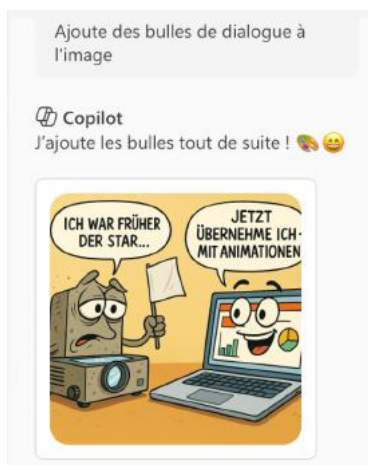 Ajoute des bulles de dialogue à
l'image
Copilot
J'ajoute les bulles tout de suite !
ICH WAR FRÜHER
DER STAR...
JETZT
ÜBERNEHME ICH-
MIT ANIMATIONEN